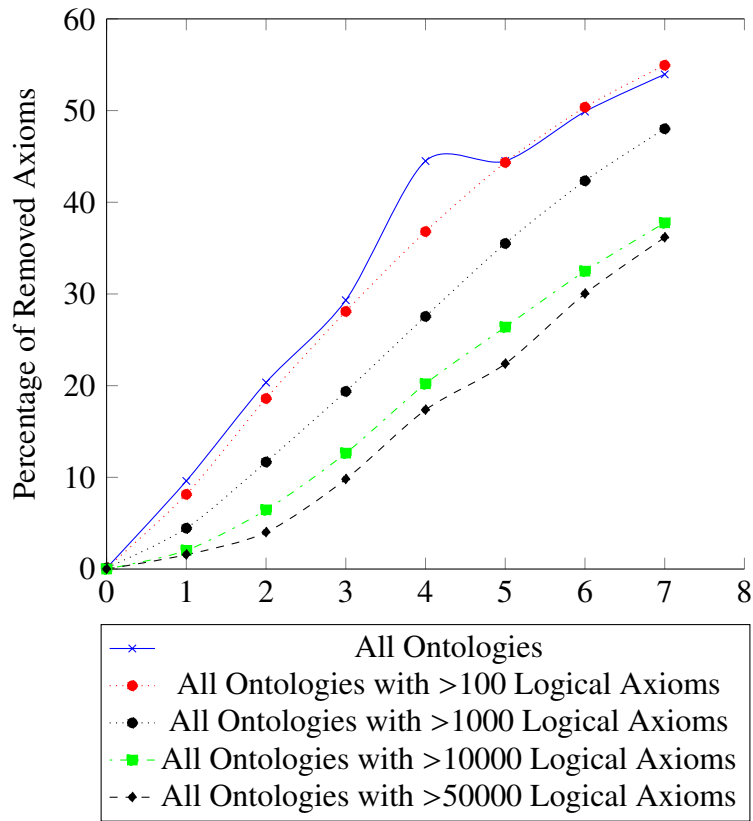 60
50
40
30
20
10
0
Percentage of Removed Axioms
0 1 2 3 4 5 6 7 8
All Ontologies
All Ontologies with >100 Logical Axioms
All Ontologies with >1000 Logical Axioms
All Ontologies with >10000 Logical Axioms
All Ontologies with >50000 Logical Axioms